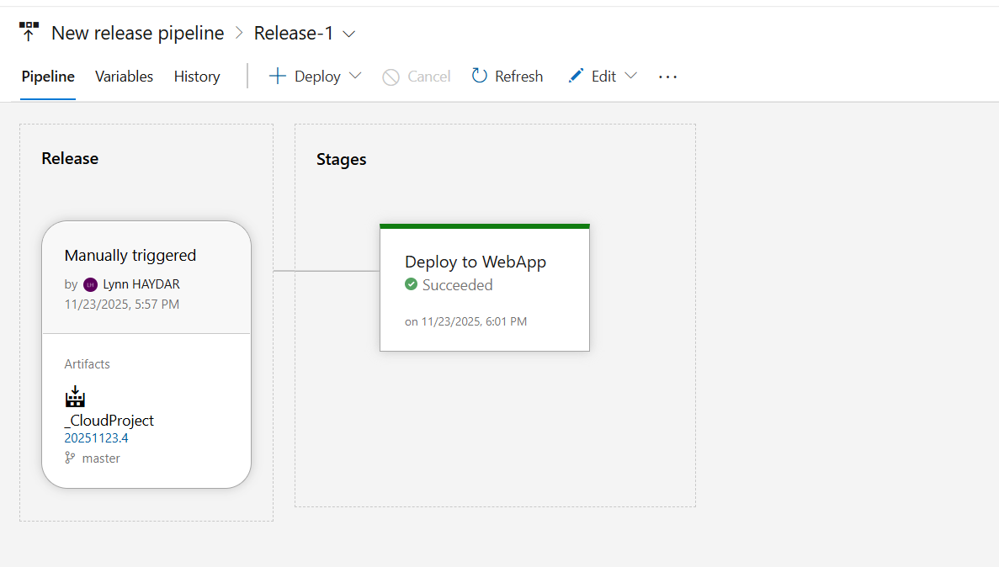 New release pipeline > Release-1
Pipeline Variables History Deploy Cancel Refresh Edit ...
Release
Stages
Manually triggered
by LH Lynn HAYDAR
11/23/2025, 5:57 PM
Artifacts
_CloudProject
20251123.4
master
Deploy to WebApp
Succeeded
on 11/23/2025, 6:01 PM